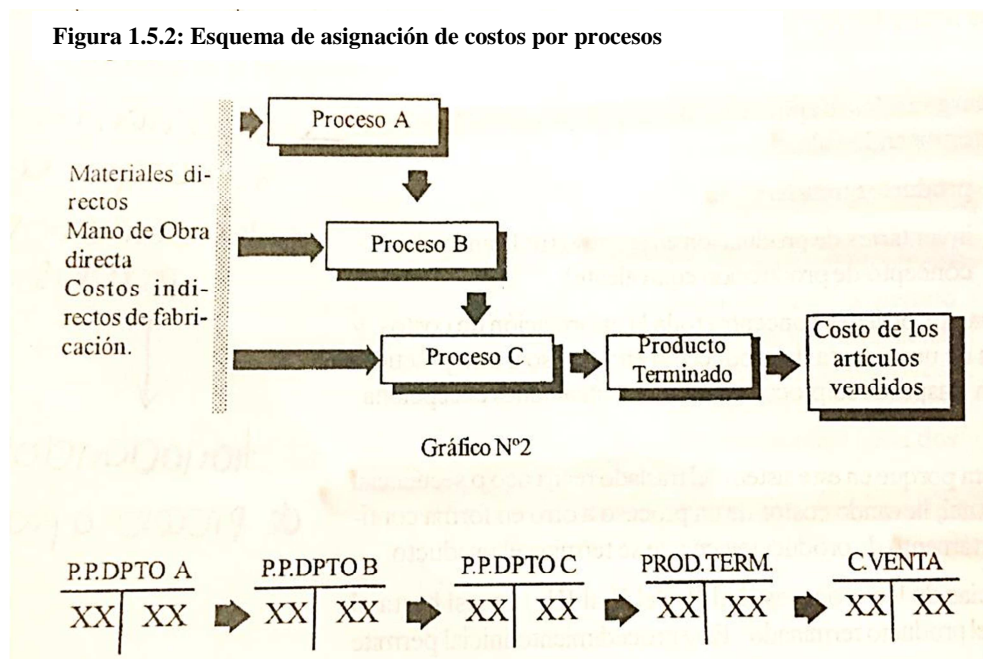 Figura 1.5.2: Esquema de asignación de costos por procesos
Proceso A
Materiales di-
rectos
Mano de Obra
directa
Costos indi-
rectos de fabri-
cación.
Proceso B
Proceso C
Producto
Terminado
Costo de los
artículos
vendidos
Gráfico Nº2
P.P.DPTO A
XX XX
P.P.DPTO B
XX XX
P.P.DPTO C
XX XX
PROD.TERM.
XX XX
C.VENTA
XX XX